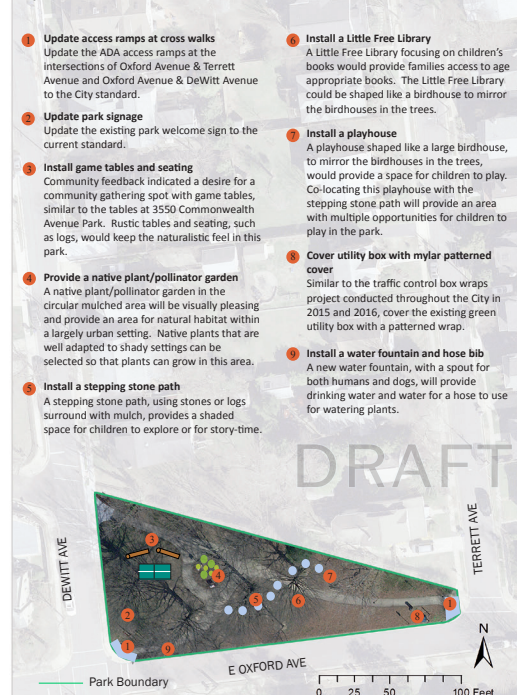 1 Update access ramps at cross walks
Update the ADA access ramps at the
intersections of Oxford Avenue & Terrett
Avenue and Oxford Avenue & DeWitt Avenue
to the City standard.
2 Update park signage
Update the existing park welcome sign to the
current standard.
3 Install game tables and seating
Community feedback indicated a desire for a
community gathering spot with game tables,
similar to the tables at 3550 Commonwealth
Avenue Park. Rustic tables and seating, such
as logs, would keep the naturalistic feel in this
park.
4 Provide a native plant/pollinator garden
A native plant/pollinator garden in the
circular mulched area will be visually pleasing
and provide an area for natural habitat within
a largely urban setting. Native plants that are
well adapted to shady settings can be
selected so that plants can grow in this area.
5 Install a stepping stone path
A stepping stone path, using stones or logs
surround with mulch, provides a shaded
space for children to explore or for story-time.
6 Install a Little Free Library
A Little Free Library focusing on children's
books would provide families access to age
appropriate books. The Little Free Library
could be shaped like a birdhouse to mirror
the birdhouses in the trees.
7 Install a playhouse
A playhouse shaped like a large birdhouse,
to mirror the birdhouses in the trees,
would provide a space for children to play.
Co-locating this playhouse with the
stepping stone path will provide an area
with multiple opportunities for children to
play in the park.
8 Cover utility box with mylar patterned
cover
Similar to the traffic control box wraps
project conducted throughout the City in
2015 and 2016, cover the existing green
utility box with a patterned wrap.
9 Install a water fountain and hose bib
A new water fountain, with a spout for
both humans and dogs, will provide
drinking water and water for a hose to use
for watering plants.
DRAFT
DEWITT AVE
TERRETT AVE
3
4
7
5
6
1
2
8
1
9
E OXFORD AVE
N
Park Boundary
0 25 50 100 Feet